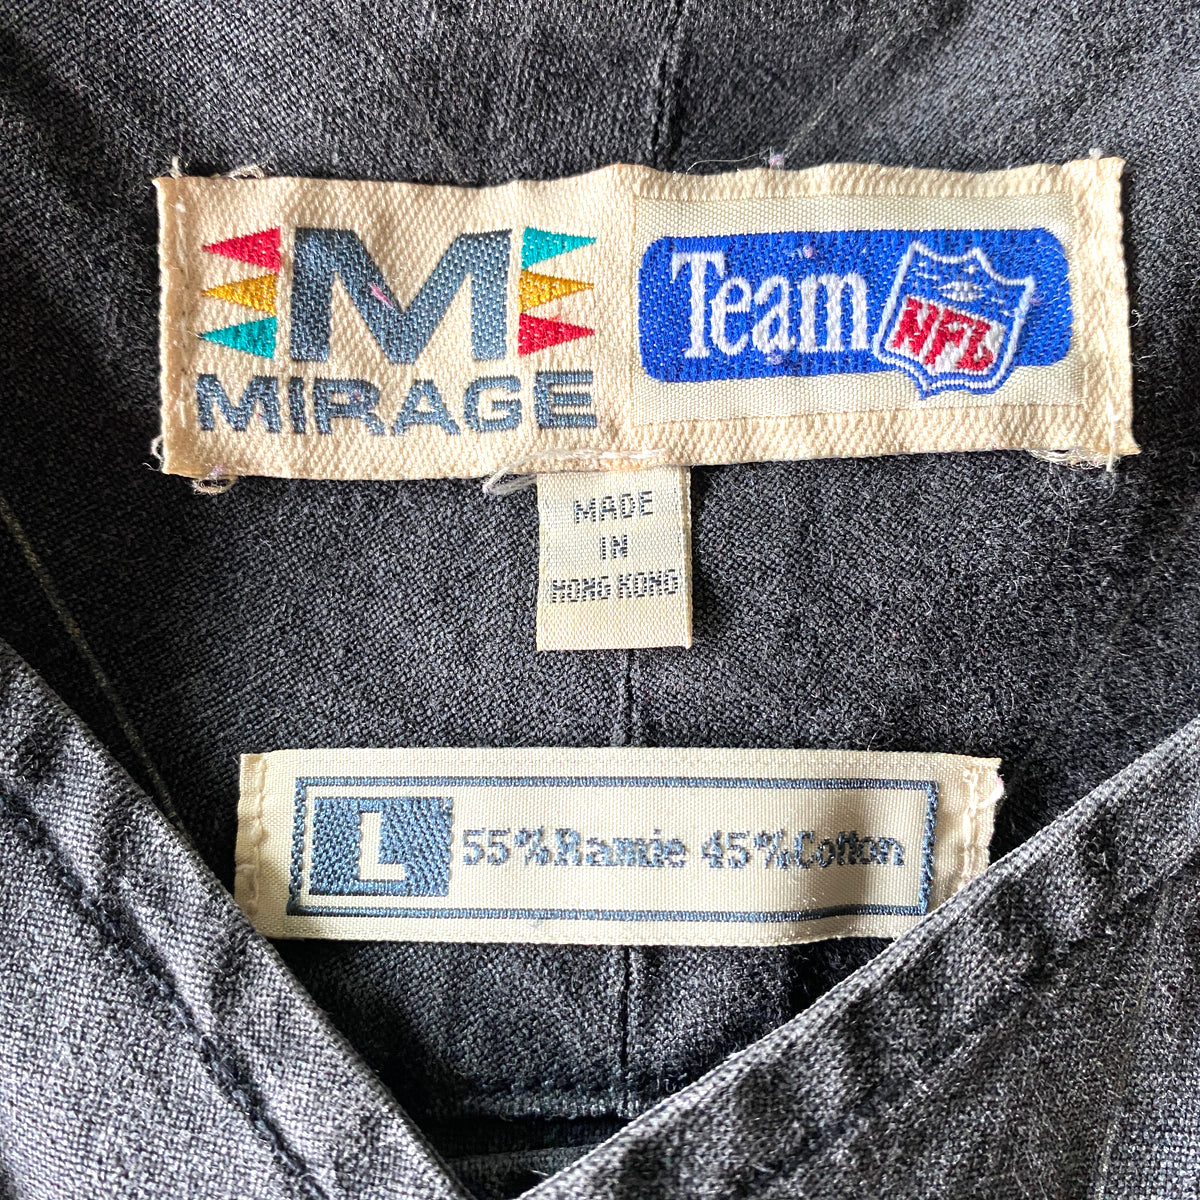 M
MIRAGE
Team NFL
MADE
IN
HONG KONG
L 55% Ramie 45% Cotton